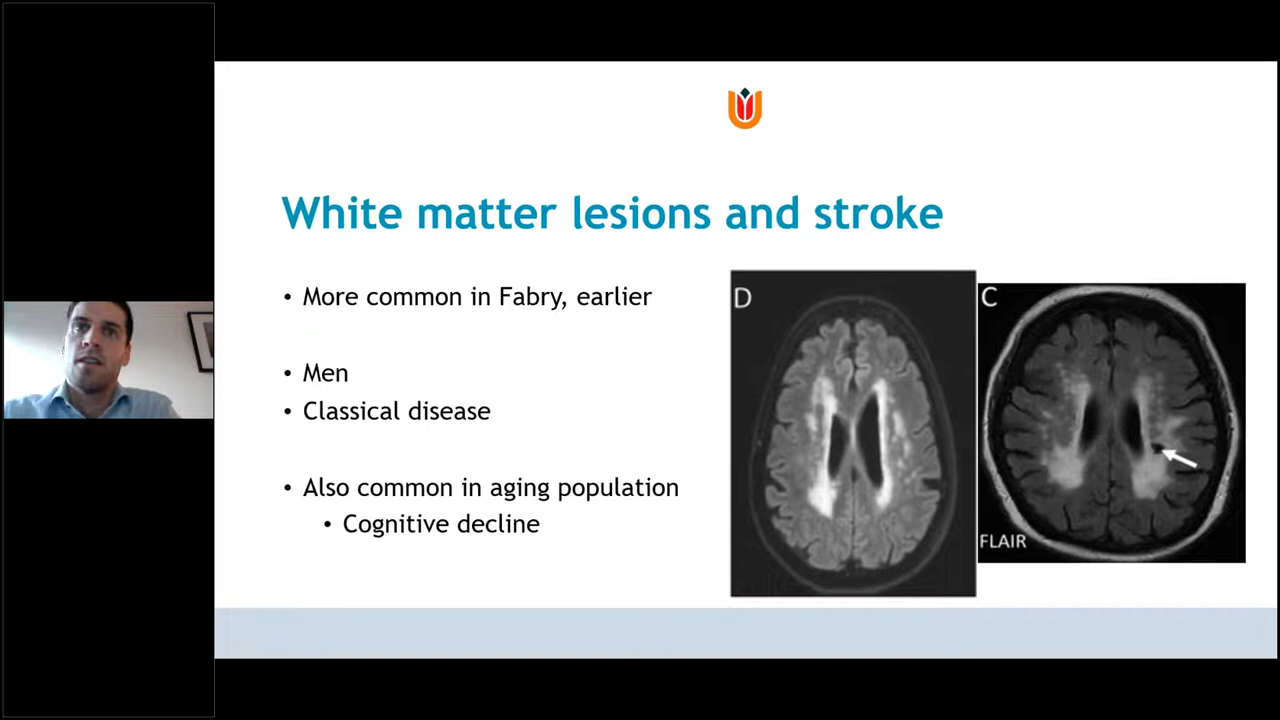 White matter lesions and stroke
• More common in Fabry, earlier
• Men
• Classical disease
• Also common in aging population
• Cognitive decline
D
C
FLAIR